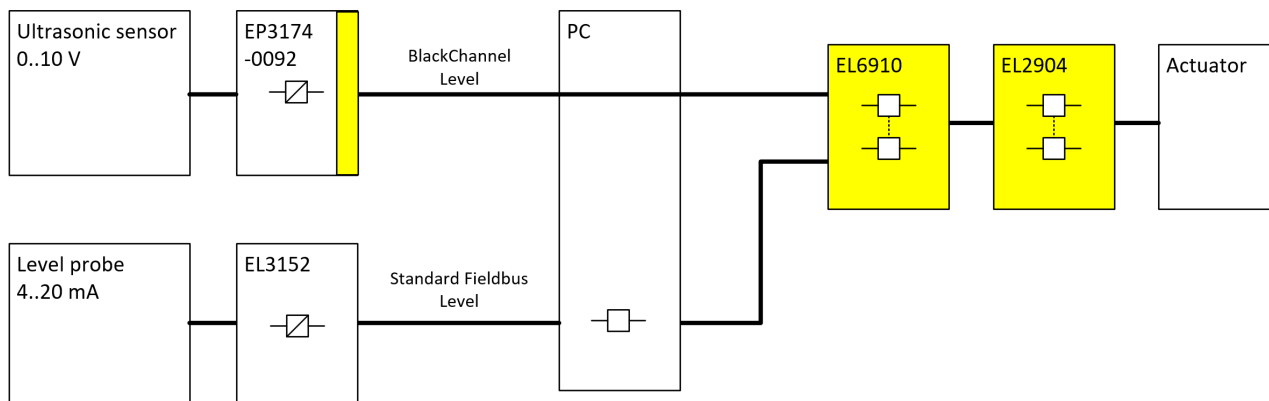 Ultrasonic sensor
0..10 V
EP3174
-0092
BlackChannel
Level
PC
EL6910
EL2904
Actuator
Level probe
4..20 mA
EL3152
Standard Fieldbus
Level